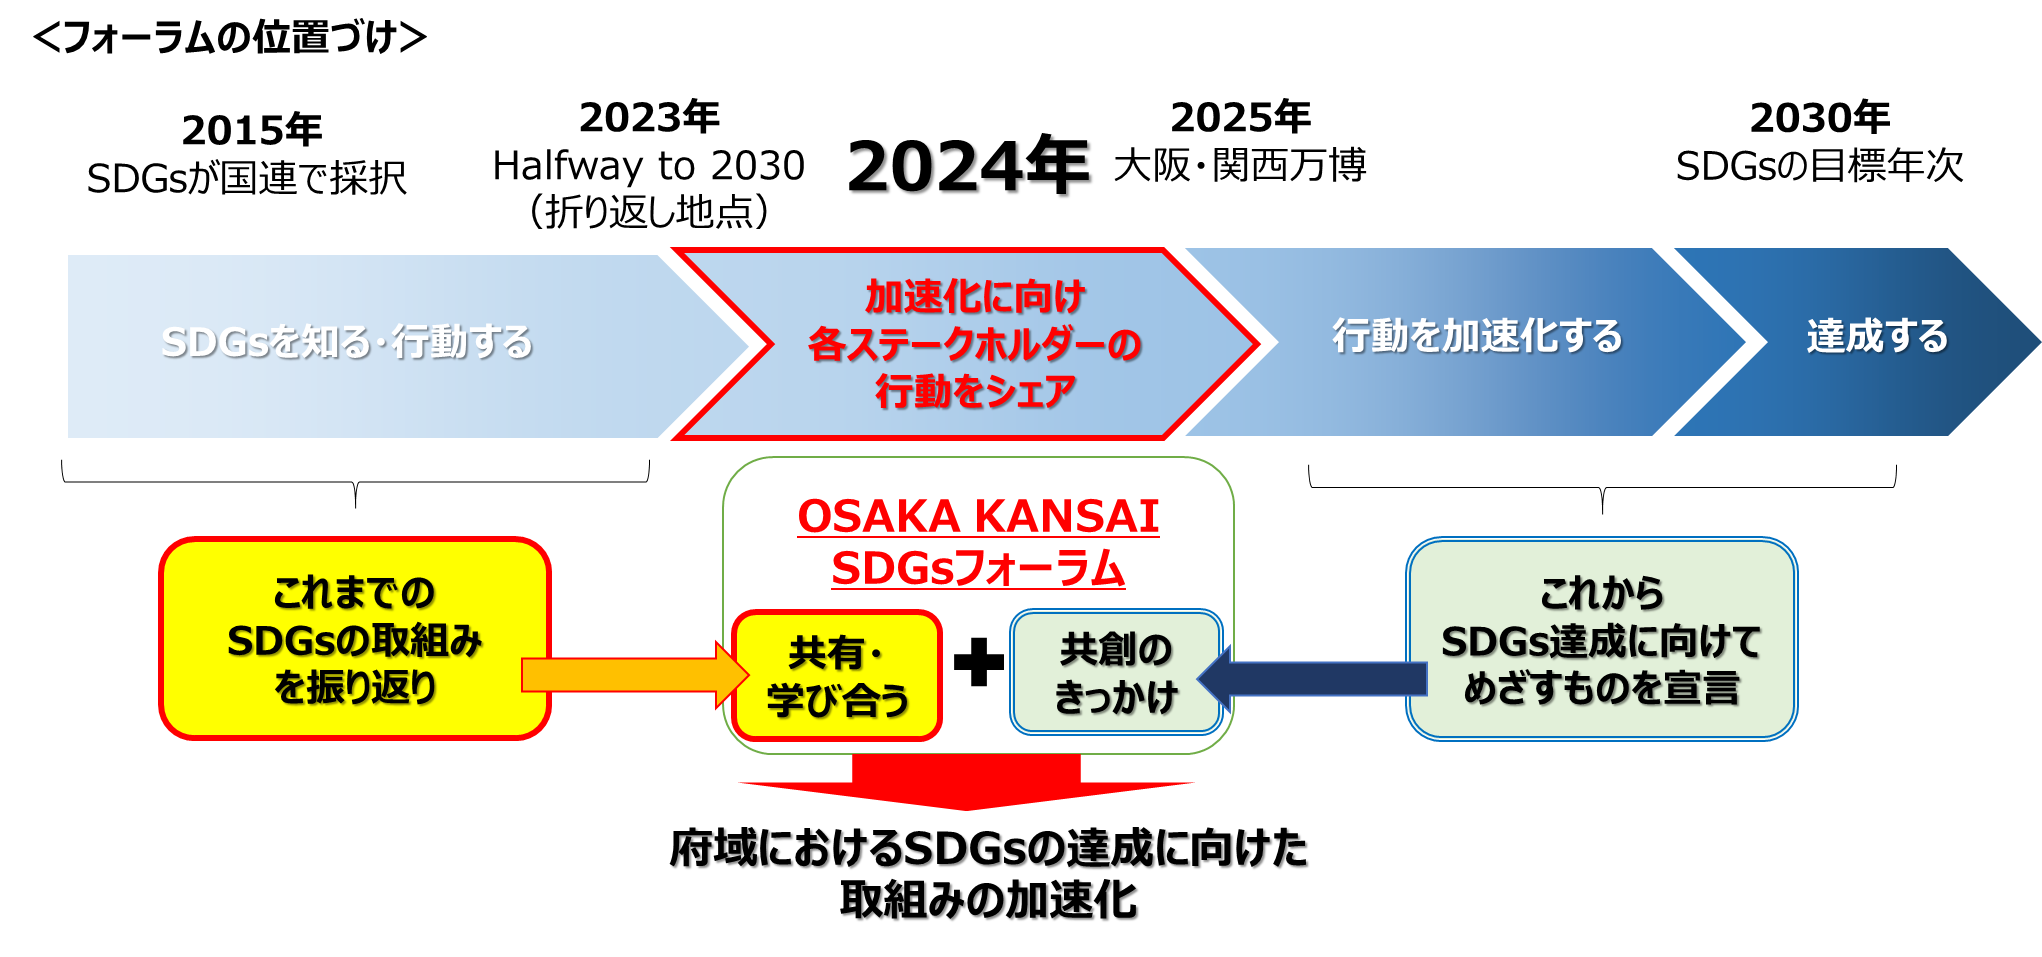 ＜フォーラムの位置づけ＞
2015年
SDGsが国連で採択
2023年
Halfway to 2030
（折り返し地点）
2024年
2025年
大阪・関西万博
2030年
SDGsの目標年次
SDGsを知る・行動する
加速化に向け
各ステークホルダーの
行動をシェア
行動を加速化する
達成する
OSAKA KANSAI
SDGsフォーラム
これまでの
SDGsの取組み
を振り返り
共有・
学び合う
共創の
きっかけ
これから
SDGs達成に向けて
めざすものを宣言
府域におけるSDGsの達成に向けた
取組みの加速化